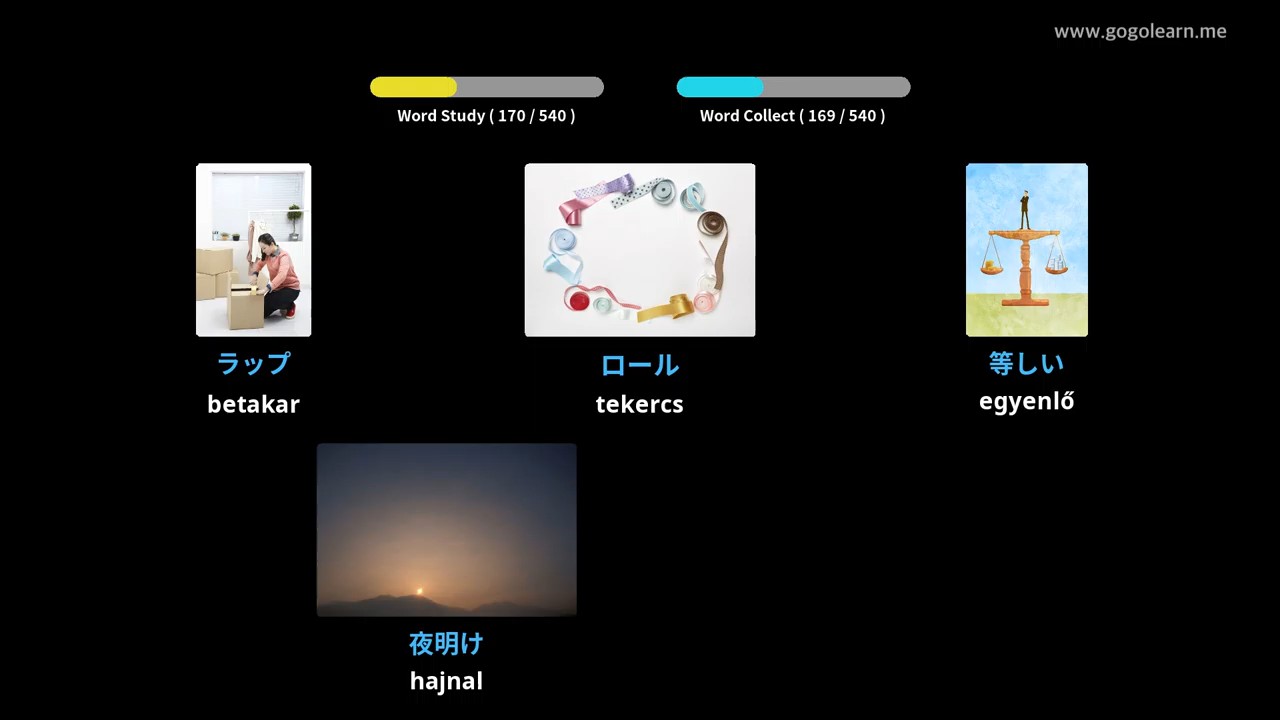 www.gogolearn.me
Word Study ( 170 / 540 )
Word Collect ( 169 / 540 )
ラップ
betakar
ロール
tekercs
等しい
egyenlő
夜明け
hajnal